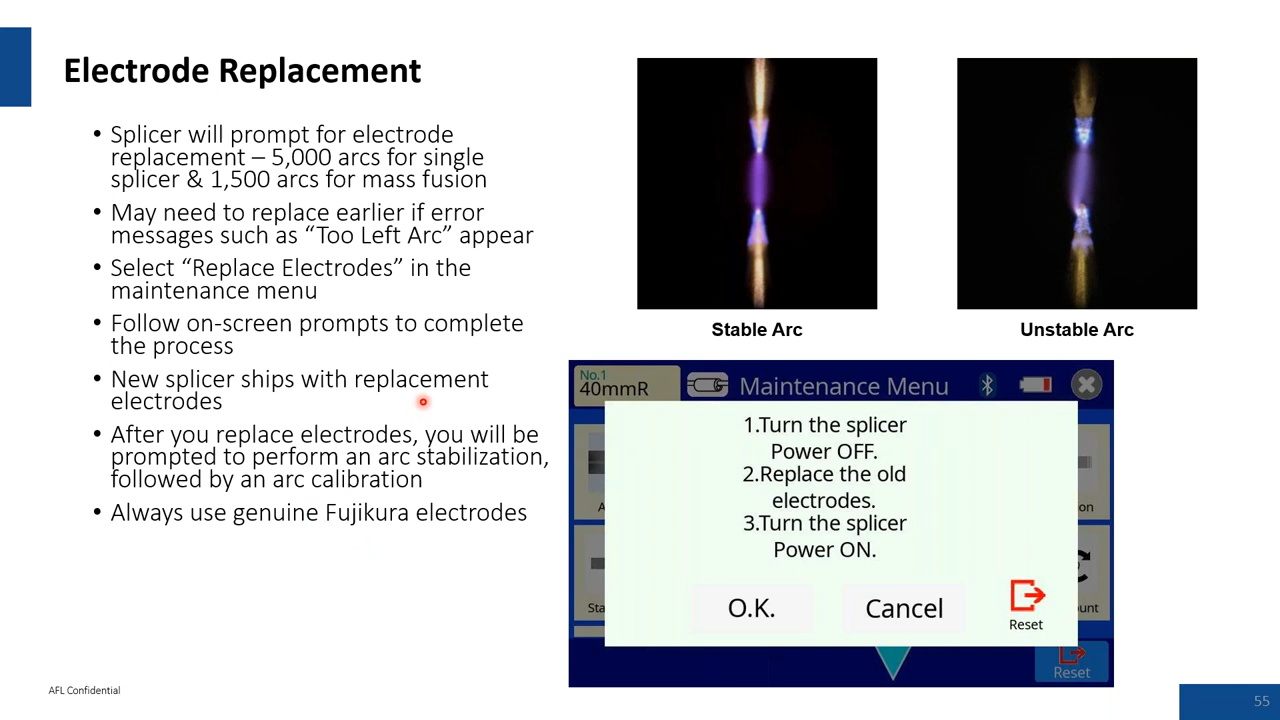 Electrode Replacement
• Splicer will prompt for electrode
replacement – 5,000 arcs for single
splicer & 1,500 arcs for mass fusion
• May need to replace earlier if error
messages such as “Too Left Arc” appear
• Select “Replace Electrodes” in the
maintenance menu
• Follow on-screen prompts to complete
the process
• New splicer ships with replacement
electrodes
• After you replace electrodes, you will be
prompted to perform an arc stabilization,
followed by an arc calibration
• Always use genuine Fujikura electrodes
Stable Arc
Unstable Arc
No.1
40mmR
Maintenance Menu
1.Turn the splicer
Power OFF.
2.Replace the old
electrodes.
3.Turn the splicer
Power ON.
O.K.
Cancel
Reset
A
on
Sta
unt
Reset
AFL Confidential
55